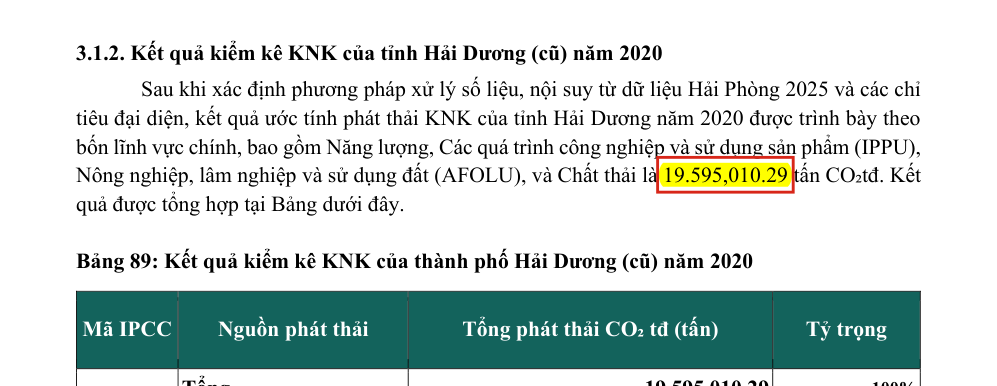 3.1.2. Kết quả kiểm kê KNK của tỉnh Hải Dương (cũ) năm 2020
Sau khi xác định phương pháp xử lý số liệu, nội suy từ dữ liệu Hải Phòng 2025 và các chỉ
tiêu đại diện, kết quả ước tính phát thải KNK của tỉnh Hải Dương năm 2020 được trình bày theo
bốn lĩnh vực chính, bao gồm Năng lượng, Các quá trình công nghiệp và sử dụng sản phẩm (IPPU),
Nông nghiệp, lâm nghiệp và sử dụng đất (AFOLU), và Chất thải là 19.595,010.29 tấn CO₂tđ. Kết
quả được tổng hợp tại Bảng dưới đây.
Bảng 89: Kết quả kiểm kê KNK của thành phố Hải Dương (cũ) năm 2020
Mã IPCC Nguồn phát thải Tổng phát thải CO₂ tđ (tấn) Tỷ trọng
Tổng 19.595.010.29 100%